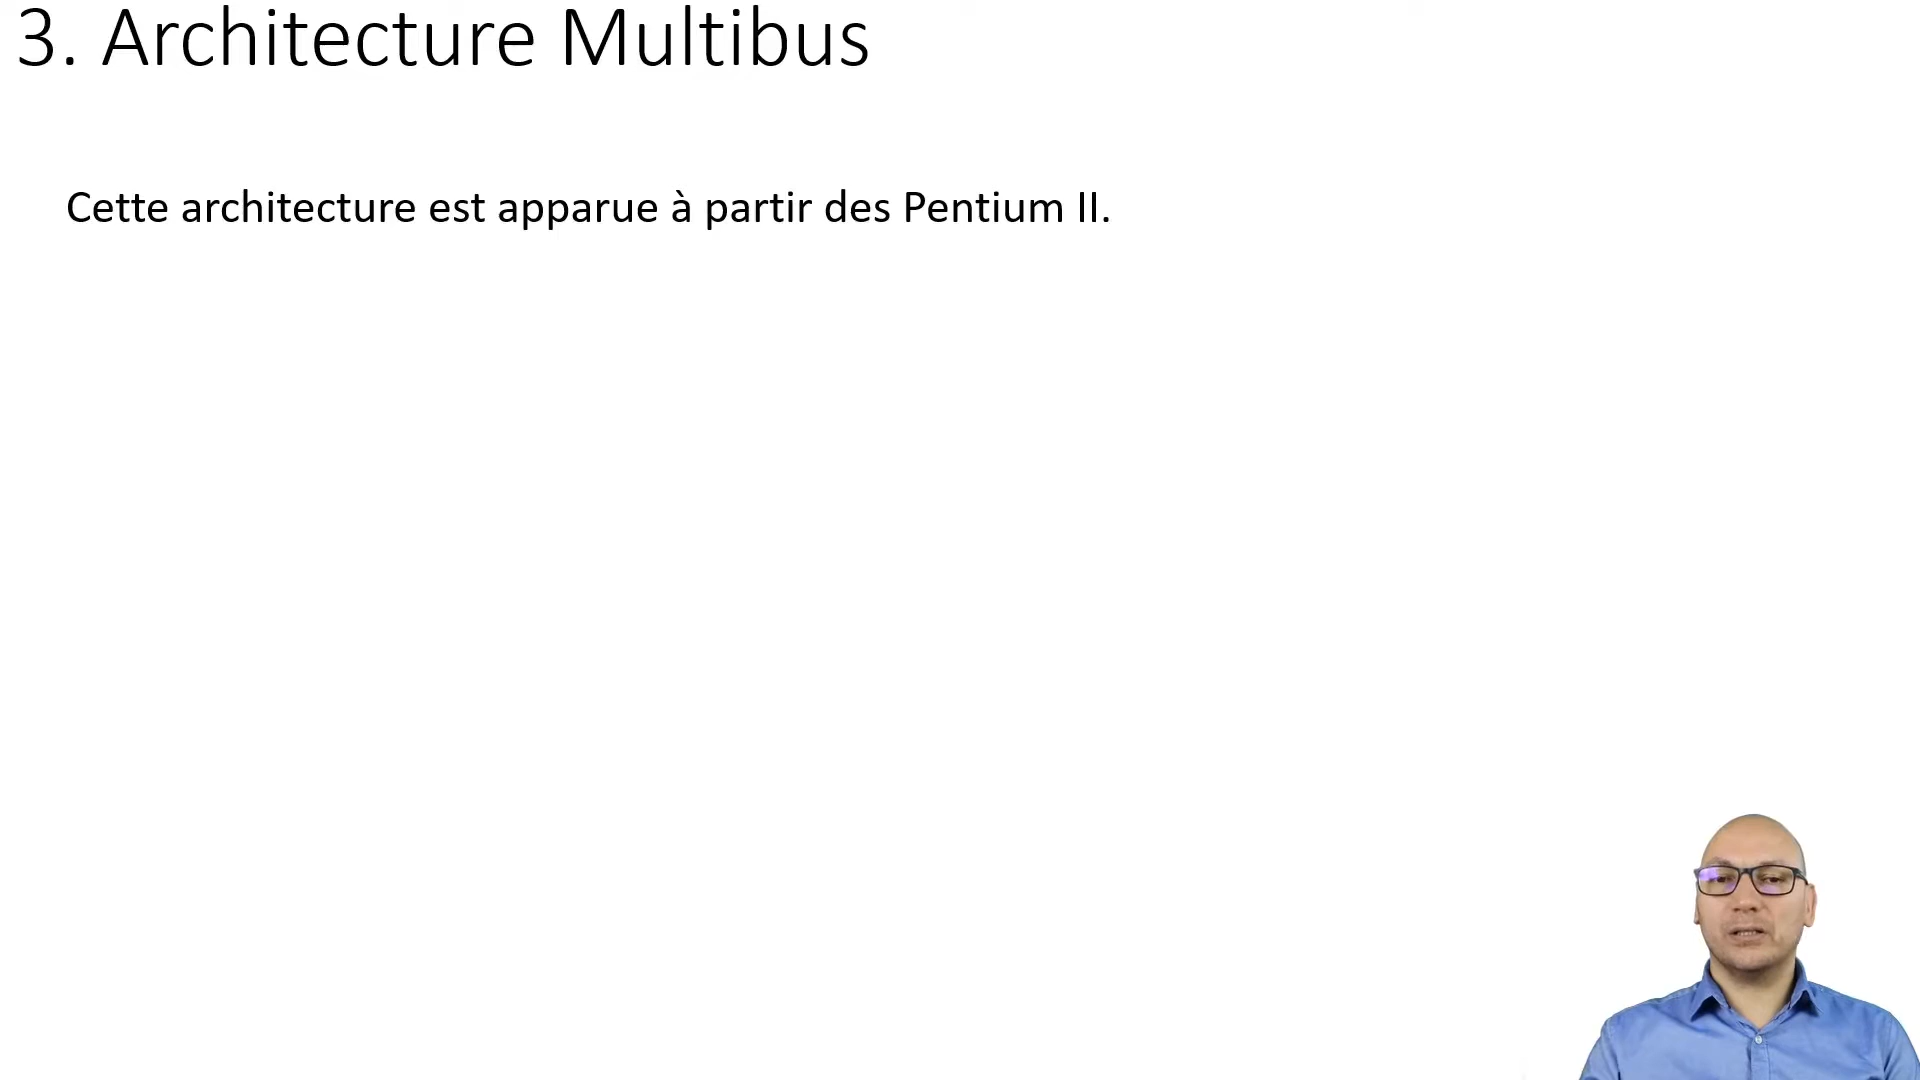 3. Architecture Multibus
Cette architecture est apparue à partir des Pentium II.